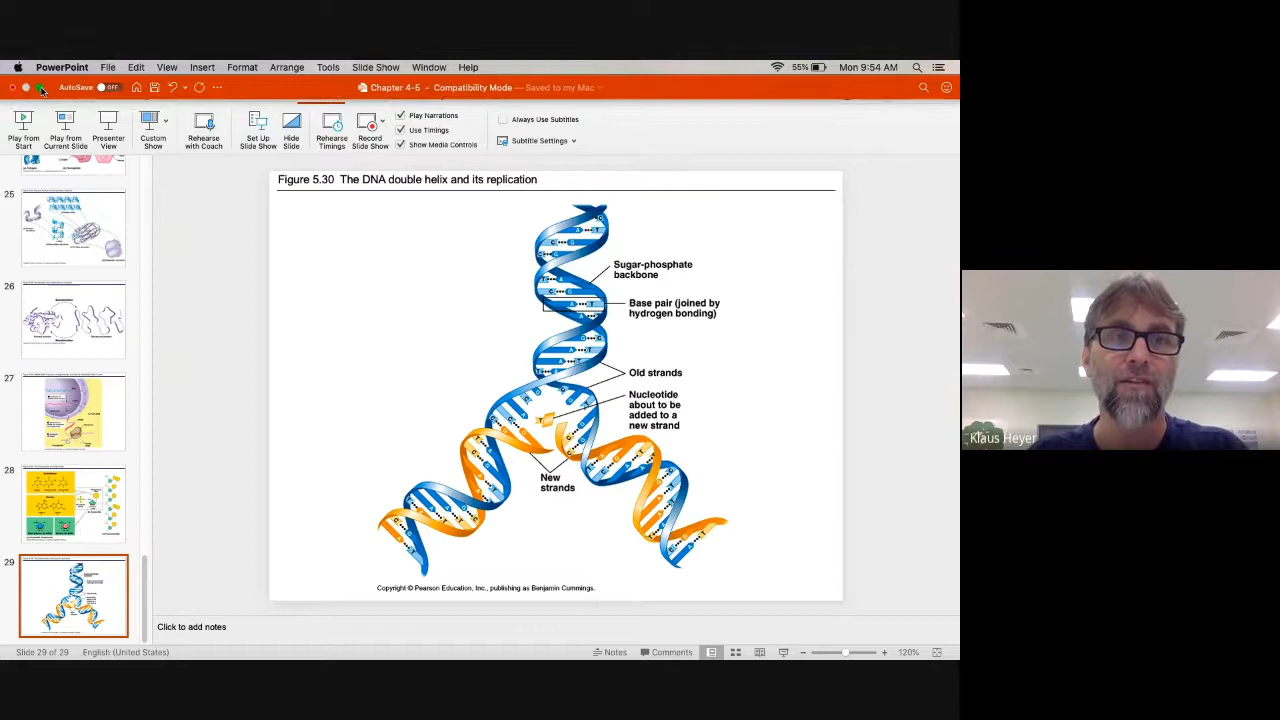 PowerPoint File Edit View Insert Format Arrange Tools Slide Show Window Help 55% Mon 9:54 AM
AutoSave OFF Chapter 4-5 - Compatibility Mode — Saved to my Mac
Play from Start
Play from Current Slide
Presenter View
Custom Show
Rehearse with Coach
Set Up Slide Show
Hide Slide
Rehearse Timings
Record Slide Show
Play Narrations
Use Timings
Show Media Controls
Always Use Subtitles
Subtitle Settings
25
26
27
28
29
Figure 5.30 The DNA double helix and its replication
Sugar-phosphate
backbone
Base pair (joined by
hydrogen bonding)
Old strands
Nucleotide
about to be
added to a
new strand
New
strands
Copyright © Pearson Education, Inc., publishing as Benjamin Cummings.
Click to add notes
Slide 29 of 29 English (United States) Notes Comments 120%
Klaus Heyer